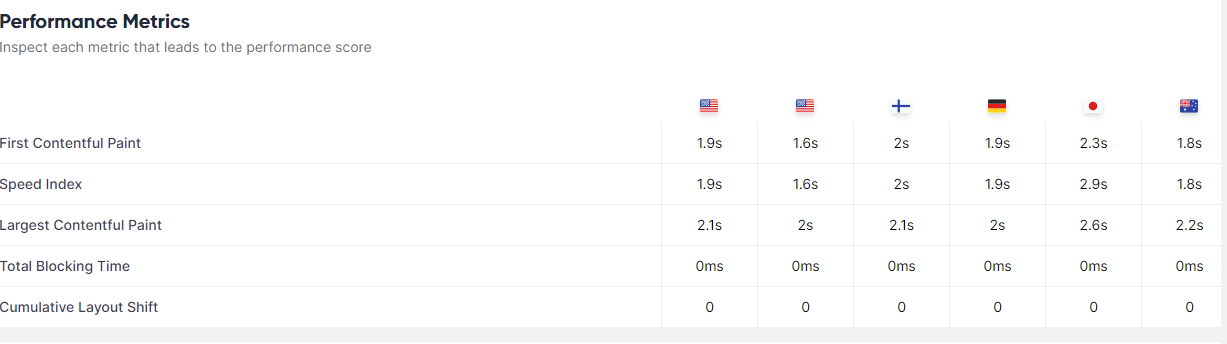 Performance Metrics
Inspect each metric that leads to the performance score
First Contentful Paint 1.9s 1.6s 2s 1.9s 2.3s 1.8s
Speed Index 1.9s 1.6s 2s 1.9s 2.9s 1.8s
Largest Contentful Paint 2.1s 2s 2.1s 2s 2.6s 2.2s
Total Blocking Time 0ms 0ms 0ms 0ms 0ms 0ms
Cumulative Layout Shift 0 0 0 0 0 0